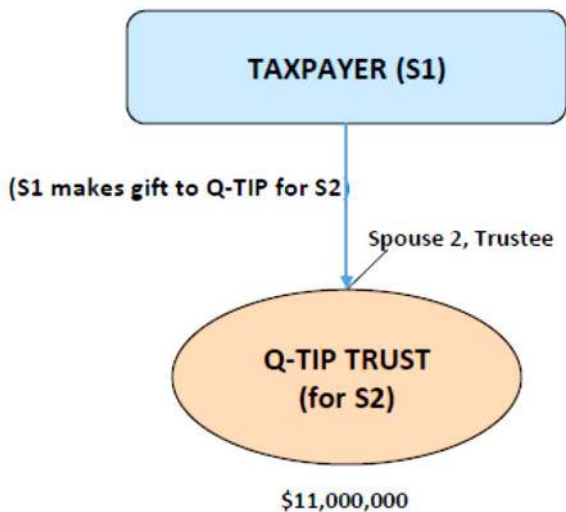 TAXPAYER (S1)
(S1 makes gift to Q-TIP for S2)
Spouse 2, Trustee
Q-TIP TRUST
(for S2)
$11,000,000